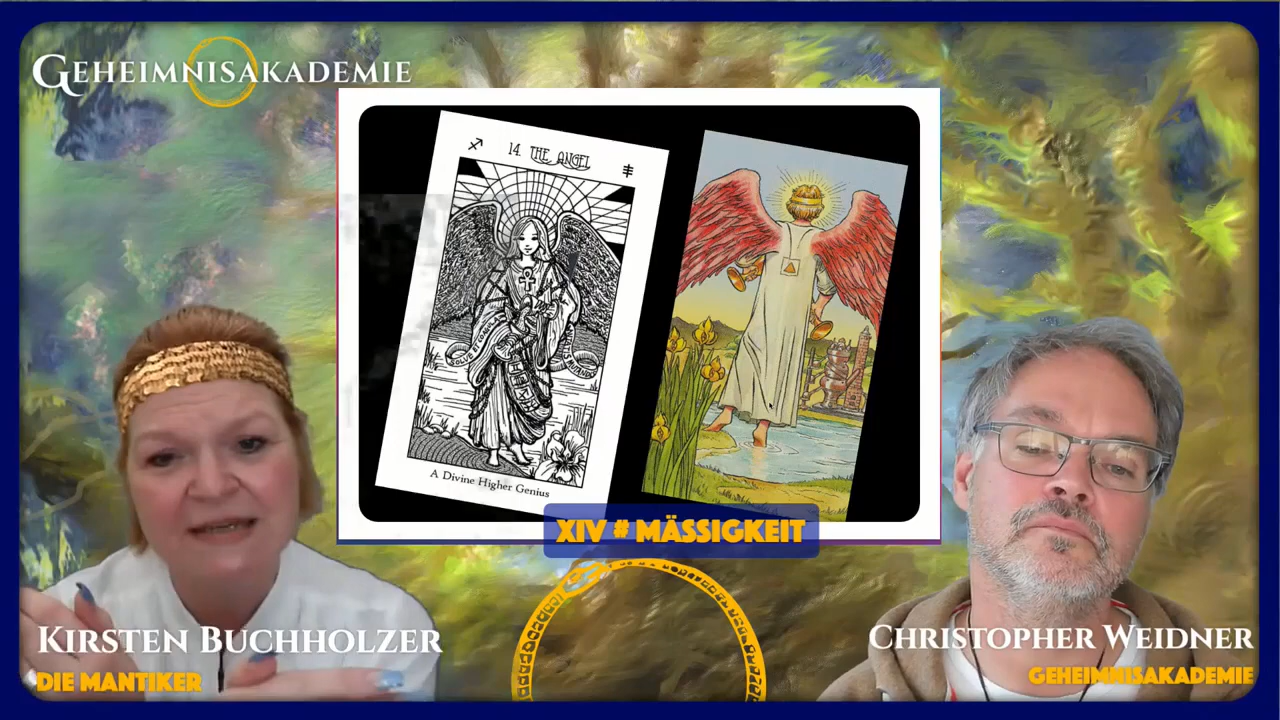 GEHEIMNISAKADEMIE
14. THE ANGEL
A Divine Higher Genius
XIV # MÄSSIGKEIT
KIRSTEN BUCHHOLZER
DIE MANTIKER
CHRISTOPHER WEIDNER
GEHEIMNISAKADEMIE